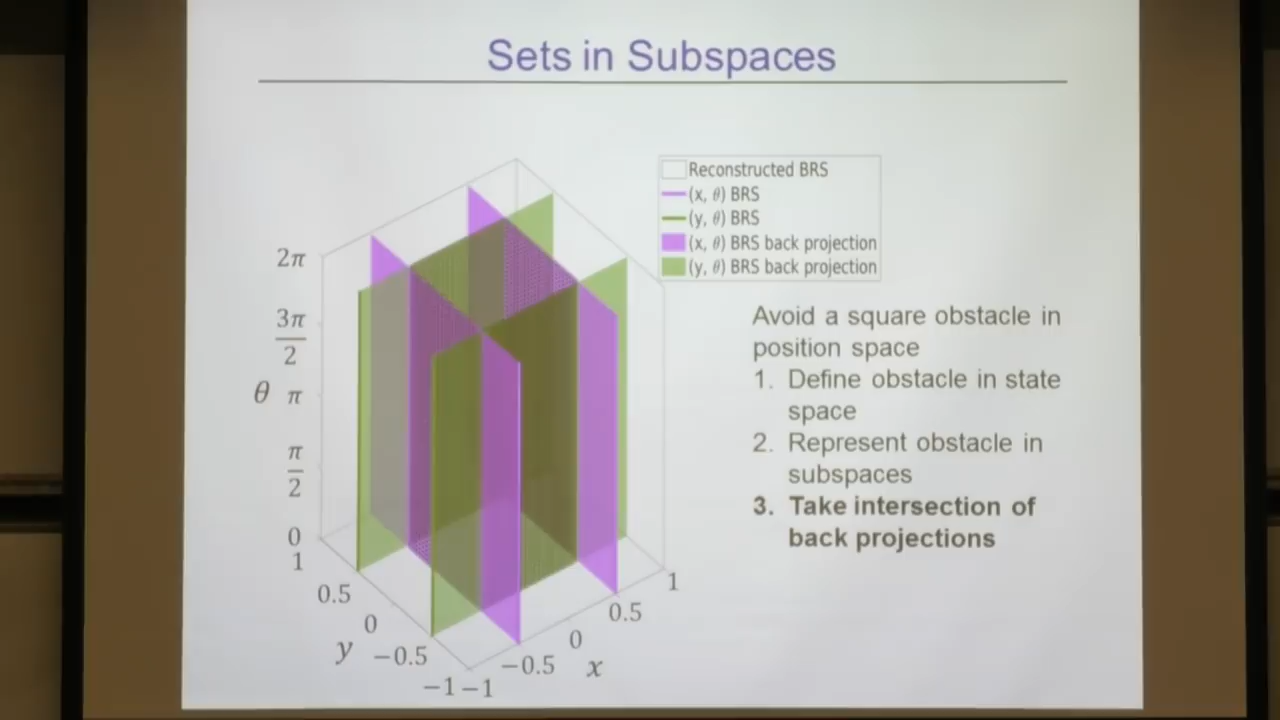 Sets in Subspaces
Reconstructed BRS
(x, θ) BRS
(y, θ) BRS
(x, θ) BRS back projection
(y, θ) BRS back projection
2π
3π
2
θ
π
π
2
0
1
0.5
0
−0.5
−1
y
−1
−0.5
0
0.5
1
x
Avoid a square obstacle in
position space
1. Define obstacle in state
space
2. Represent obstacle in
subspaces
3. Take intersection of
back projections